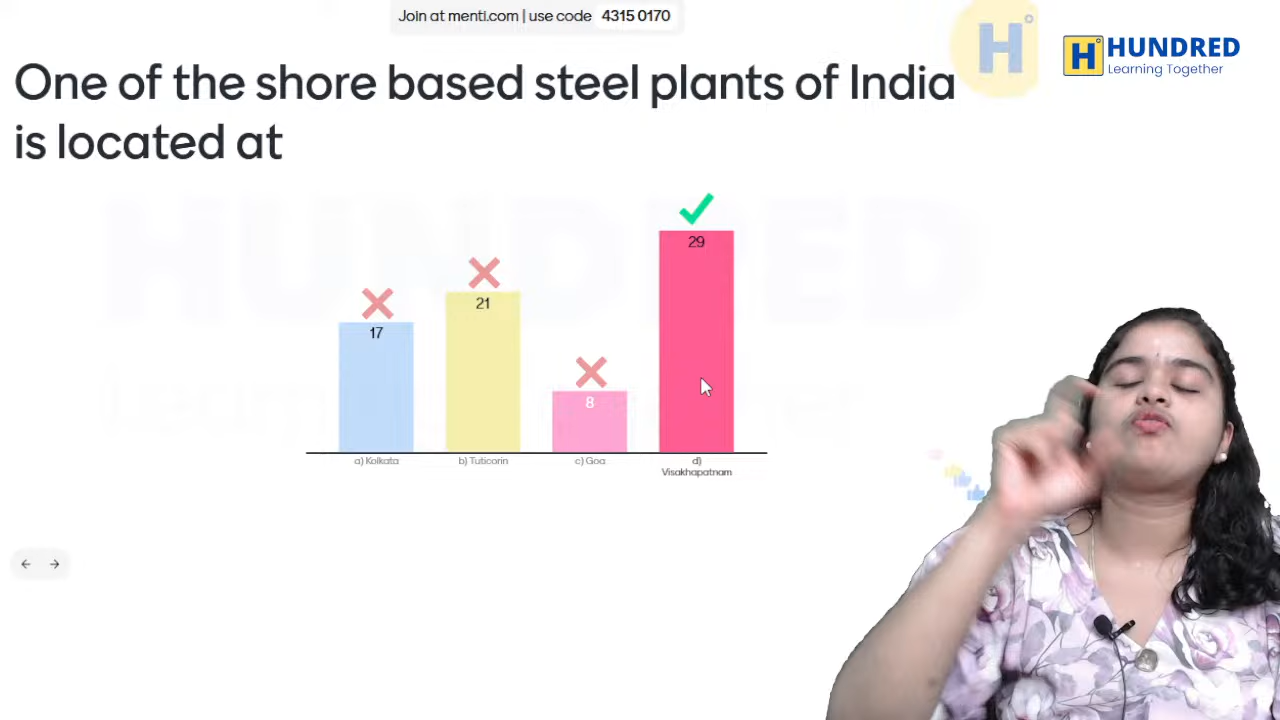 Join at menti.com | use code 4315 0170
H°
H° HUNDRED
Learning Together
One of the shore based steel plants of India
is located at
HUNDRED
29
21
17
8
a) Kolkata
b) Tuticorin
c) Goa
d)
Visakhapatnam